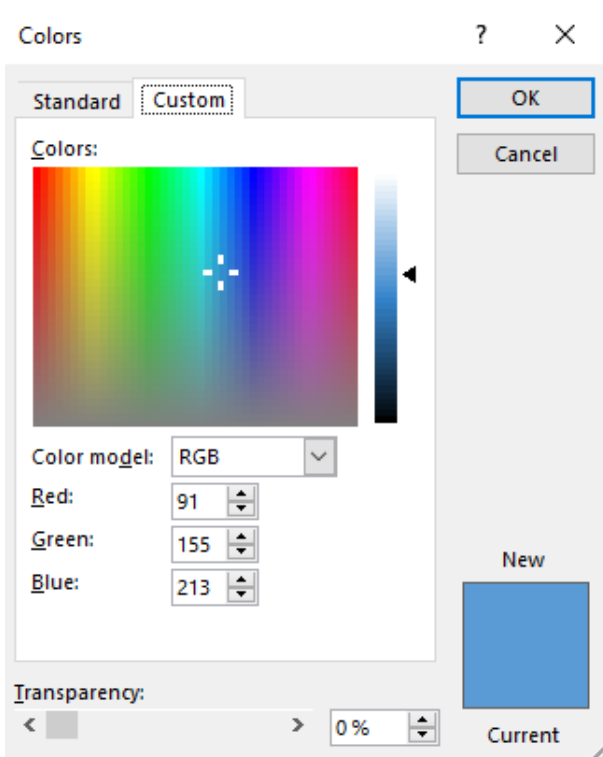 Colors ?
Standard Custom OK
Colors: Cancel
Color model: RGB
Red: 91
Green: 155
Blue: 213
New
Transparency:
0 %
Current